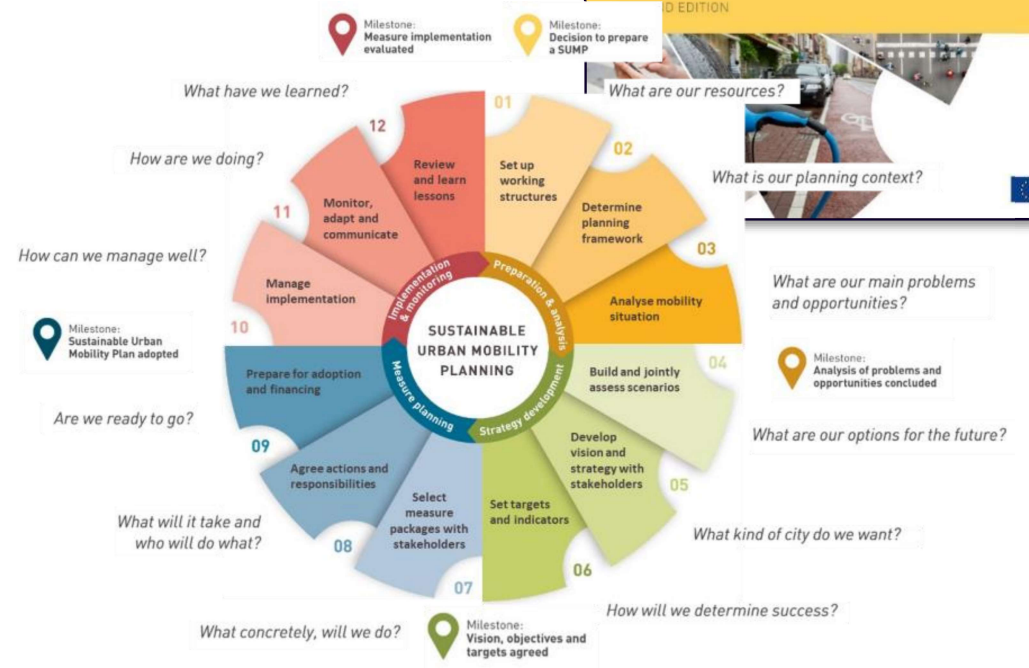 ND EDITION
Milestone:
Measure implementation
evaluated
Milestone:
Decision to prepare
a SUMP
What have we learned?
What are our resources?
How are we doing?
What is our planning context?
How can we manage well?
What are our main problems
and opportunities?
01
Set up
working
structures
02
Determine
planning
framework
03
Analyse mobility
situation
04
Build and jointly
assess scenarios
05
Develop
vision and
strategy with
stakeholders
06
Set targets
and indicators
07
Select
measure
packages with
stakeholders
08
Agree actions and
responsibilities
09
Prepare for adoption
and financing
10
Manage
implementation
11
Monitor,
adapt and
communicate
12
Review
and learn
lessons
Preparation & analysis
Strategy development
Measure planning
Implementation
& monitoring
SUSTAINABLE
URBAN MOBILITY
PLANNING
Milestone:
Sustainable Urban
Mobility Plan adopted
Milestone:
Analysis of problems and
opportunities concluded
Are we ready to go?
What are our options for the future?
What will it take and
who will do what?
What kind of city do we want?
How will we determine success?
What concretely, will we do?
Milestone:
Vision, objectives and
targets agreed